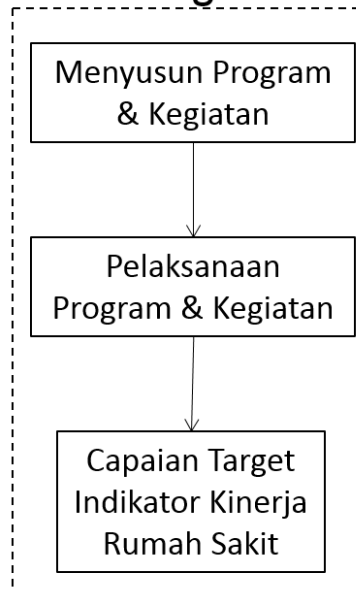 Menyusun Program
& Kegiatan
Pelaksanaan
Program & Kegiatan
Capaian Target
Indikator Kinerja
Rumah Sakit